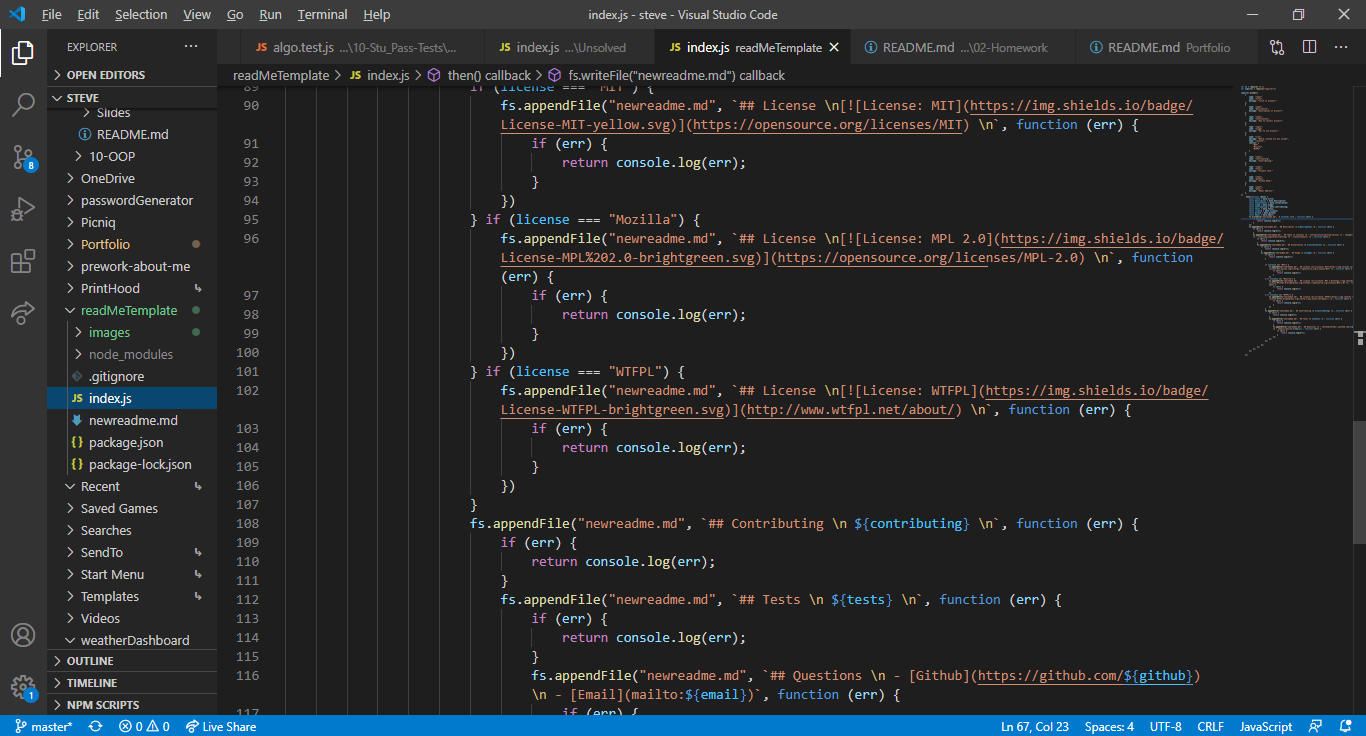 File Edit Selection View Go Run Terminal Help index.js - steve - Visual Studio Code
EXPLORER ...
JS algo.test.js ...\10-Stu_Pass-Tests\... JS index.js ...\Unsolved JS index.js readMeTemplate README.md ...\02-Homework README.md Portfolio
OPEN EDITORS
STEVE
Slides
README.md
10-OOP
OneDrive
passwordGenerator
Picniq
Portfolio
prework-about-me
PrintHood
readMeTemplate
images
node_modules
.gitignore
JS index.js
newreadme.md
{} package.json
{} package-lock.json
Recent
Saved Games
Searches
SendTo
Start Menu
Templates
Videos
weatherDashboard
OUTLINE
TIMELINE
NPM SCRIPTS
8
1
readMeTemplate > JS index.js > then() callback > fs.writeFile("newreadme.md") callback
89 if (license === "MIT") {
90 fs.appendFile("newreadme.md", `## License \n[![License: MIT](https://img.shields.io/badge/
License-MIT-yellow.svg)](https://opensource.org/licenses/MIT) \n`, function (err) {
91 if (err) {
92 return console.log(err);
93 }
94 })
95 } if (license === "Mozilla") {
96 fs.appendFile("newreadme.md", `## License \n[![License: MPL 2.0](https://img.shields.io/badge/
License-MPL%202.0-brightgreen.svg)](https://opensource.org/licenses/MPL-2.0) \n`, function
(err) {
97 if (err) {
98 return console.log(err);
99 }
100 })
101 } if (license === "WTFPL") {
102 fs.appendFile("newreadme.md", `## License \n[![License: WTFPL](https://img.shields.io/badge/
License-WTFPL-brightgreen.svg)](http://www.wtfpl.net/about/) \n`, function (err) {
103 if (err) {
104 return console.log(err);
105 }
106 })
107 }
108 fs.appendFile("newreadme.md", `## Contributing \n ${contributing} \n`, function (err) {
109 if (err) {
110 return console.log(err);
111 }
112 fs.appendFile("newreadme.md", `## Tests \n ${tests} \n`, function (err) {
113 if (err) {
114 return console.log(err);
115 }
116 fs.appendFile("newreadme.md", `## Questions \n - [Github](https://github.com/${github})
\n - [Email](mailto:${email})`, function (err) {
117 if (err) {
master* 0 0 Live Share Ln 67, Col 23 Spaces: 4 UTF-8 CRLF JavaScript